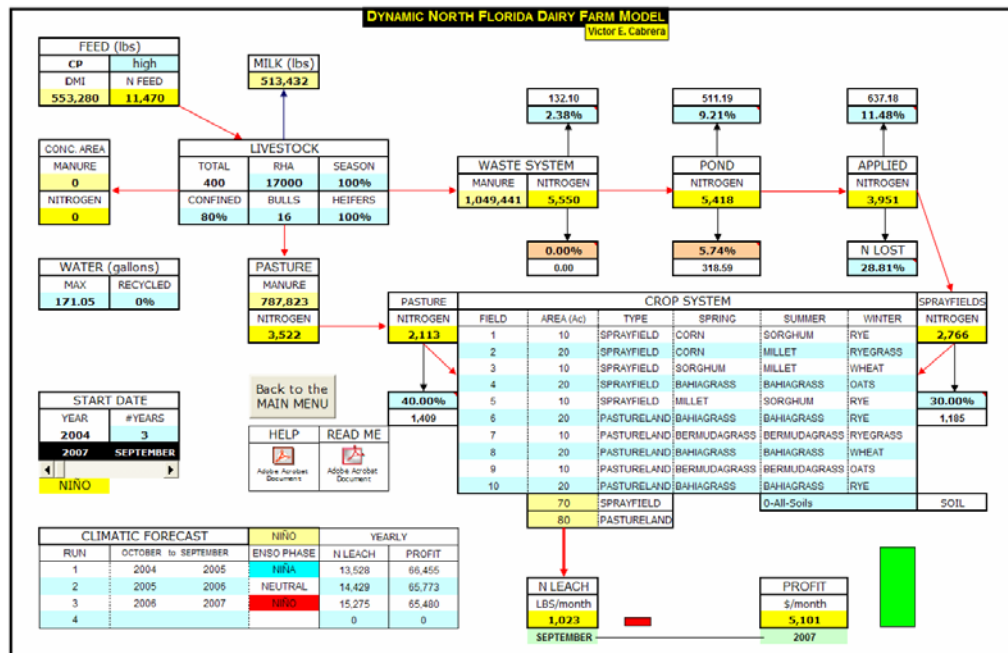 DYNAMIC NORTH FLORIDA DAIRY FARM MODEL
Victor E. Cabrera
FEED (lbs)
CP high
DMI N FEED
553,280 11,470
MILK (lbs)
513,432
132.10
2.38%
511.19
9.21%
637.18
11.48%
CONC. AREA
MANURE
0
NITROGEN
0
LIVESTOCK
TOTAL RHA SEASON
400 17000 100%
CONFINED BULLS HEIFERS
80% 16 100%
WASTE SYSTEM
MANURE NITROGEN
1,049,441 5,550
POND
NITROGEN
5,418
APPLIED
NITROGEN
3,951
0.00%
0.00
5.74%
318.59
N LOST
28.81%
WATER (gallons)
MAX RECYCLED
171.05 0%
PASTURE
MANURE
787,823
NITROGEN
3,522
PASTURE
NITROGEN
2,113
40.00%
1,409
CROP SYSTEM
FIELD AREA (Ac) TYPE SPRING SUMMER WINTER
1 10 SPRAYFIELD CORN SORGHUM RYE
2 20 SPRAYFIELD CORN MILLET RYEGRASS
3 10 SPRAYFIELD SORGHUM MILLET WHEAT
4 20 SPRAYFIELD BAHIAGRASS BAHIAGRASS OATS
5 10 SPRAYFIELD MILLET SORGHUM RYE
6 20 PASTURELAND BAHIAGRASS BAHIAGRASS RYE
7 10 PASTURELAND BERMUDAGRASS BERMUDAGRASS RYEGRASS
8 20 PASTURELAND BAHIAGRASS BAHIAGRASS WHEAT
9 10 PASTURELAND BERMUDAGRASS BERMUDAGRASS OATS
10 20 PASTURELAND BAHIAGRASS BAHIAGRASS RYE
70 SPRAYFIELD 0-All-Soils SOIL
80 PASTURELAND
SPRAYFIELDS
NITROGEN
2,766
30.00%
1,185
START DATE
YEAR #YEARS
2004 3
2007 SEPTEMBER
NIÑO
Back to the
MAIN MENU
HELP READ ME
Adobe Acrobat
Document
Adobe Acrobat
Document
CLIMATIC FORECAST NIÑO YEARLY
RUN OCTOBER to SEPTEMBER ENSO PHASE N LEACH PROFIT
1 2004 2005 NIÑA 13,528 66,455
2 2005 2006 NEUTRAL 14,429 65,773
3 2006 2007 NIÑO 15,275 65,480
4 0 0
N LEACH
LBS/month
1,023
SEPTEMBER
PROFIT
$/month
5,101
2007